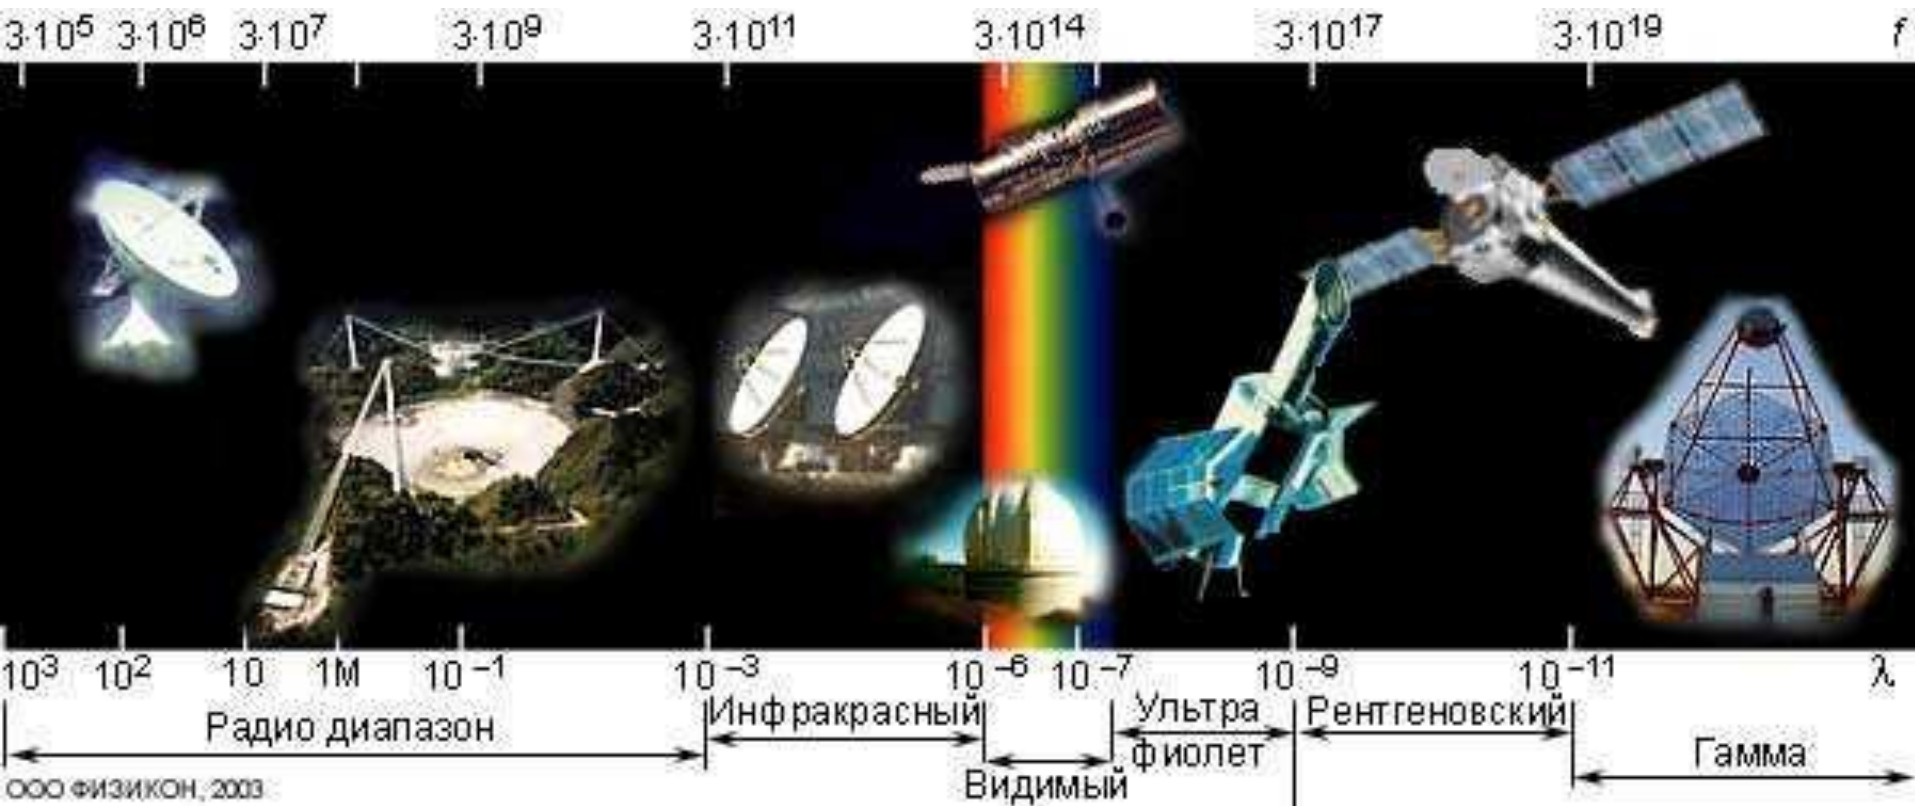 3·10⁵ 3·10⁶ 3·10⁷ 3·10⁹ 3·10¹¹ 3·10¹⁴ 3·10¹⁷ 3·10¹⁹ f
10³ 10² 10 1М 10⁻¹ 10⁻³ 10⁻⁶ 10⁻⁷ 10⁻⁹ 10⁻¹¹ λ
Радио диапазон
Инфракрасный
Видимый
Ультра
фиолет
Рентгеновский
Гамма
ООО ФИЗИКОН, 2003